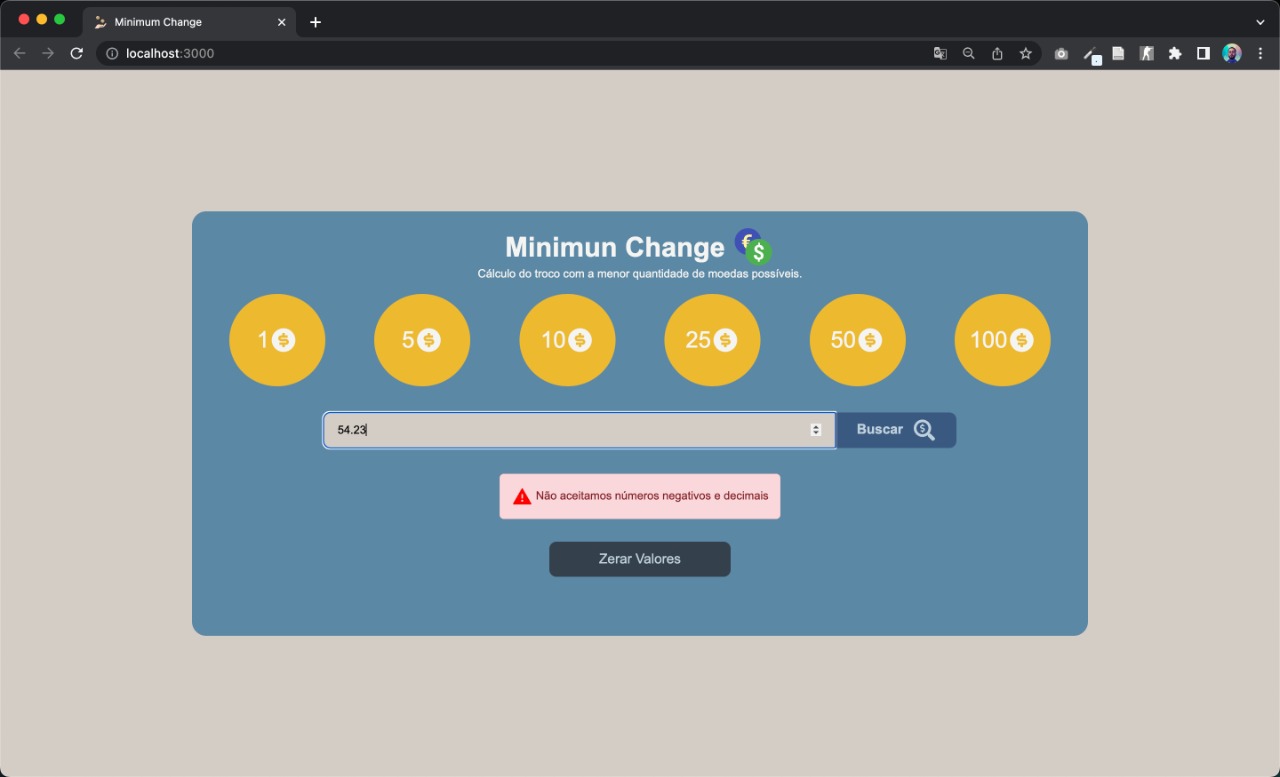 Minimum Change
localhost:3000
Minimun Change
Cálculo do troco com a menor quantidade de moedas possíveis.
1 5 10 25 50 100
54.23 Buscar
Não aceitamos números negativos e decimais
Zerar Valores